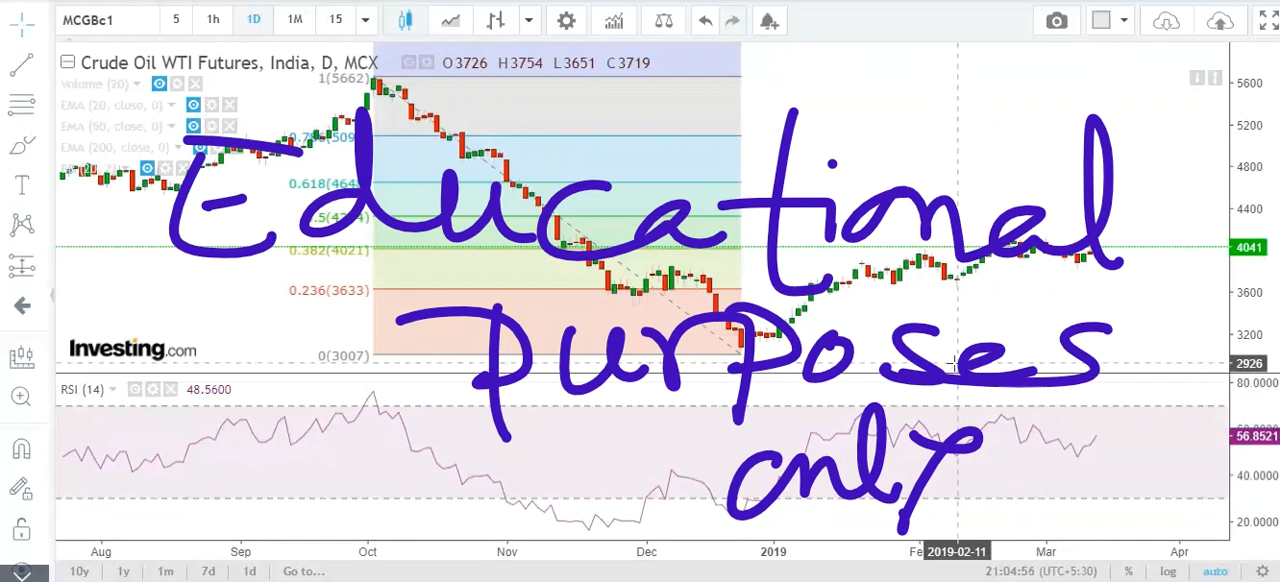 MCGBc1 5 1h 1D 1M 15
Crude Oil WTI Futures, India, D, MCX O3726 H3754 L3651 C3719
Volume (20)
EMA (20, close, 0)
EMA (50, close, 0)
EMA (200, close, 0)
1(5662)
0.618(464
0.382(4021)
0.236(3633)
0(3007)
Educational
purposes
only
Investing.com
5600
5200
4800
4400
4041
3600
3200
2926
RSI (14) 48.5600
80.0000
56.8521
40.0000
20.0000
Aug Sep Oct Nov Dec 2019 Fe 2019-02-11 Mar Apr
10y 1y 1m 7d 1d Go to... 21:04:56 (UTC+5:30) % log auto